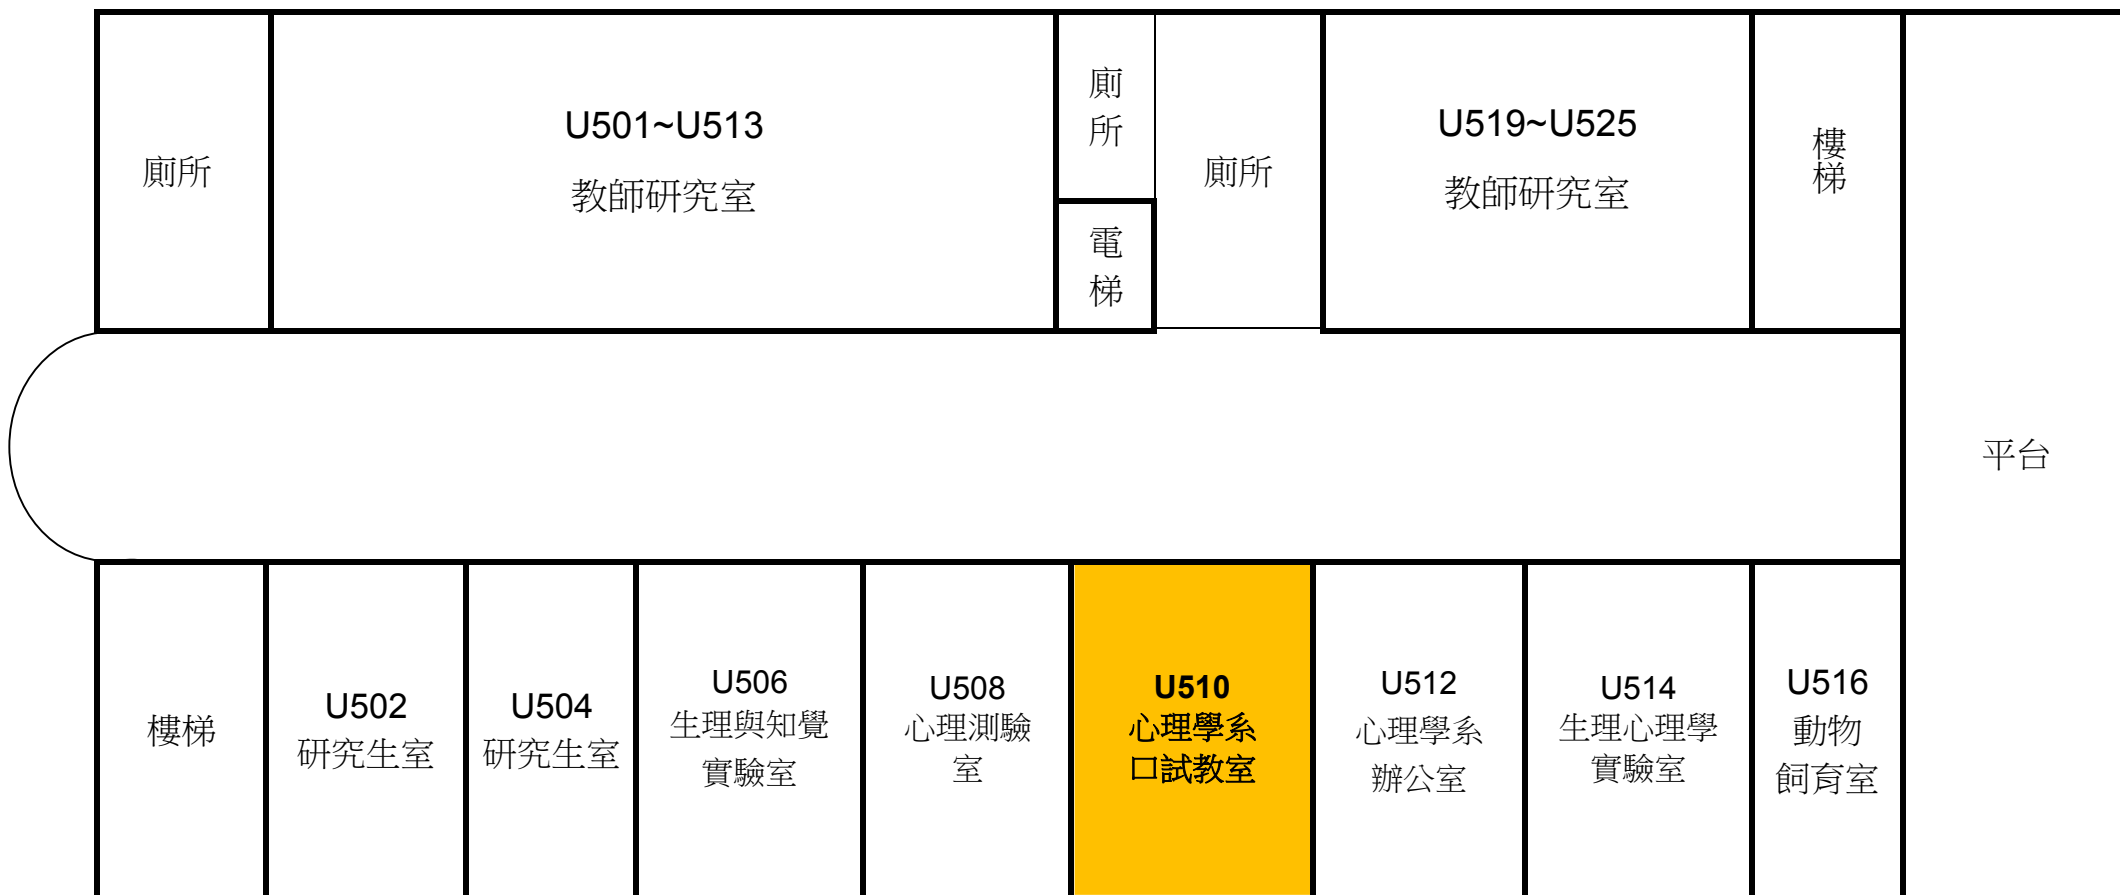 廁所
U501~U513
教師研究室
廁
所
電
梯
廁所
U519~U525
教師研究室
樓
梯
平台
樓梯
U502
研究生室
U504
研究生室
U506
生理與知覺
實驗室
U508
心理測驗
室
U510
心理學系
口試教室
U512
心理學系
辦公室
U514
生理心理學
實驗室
U516
動物
飼育室